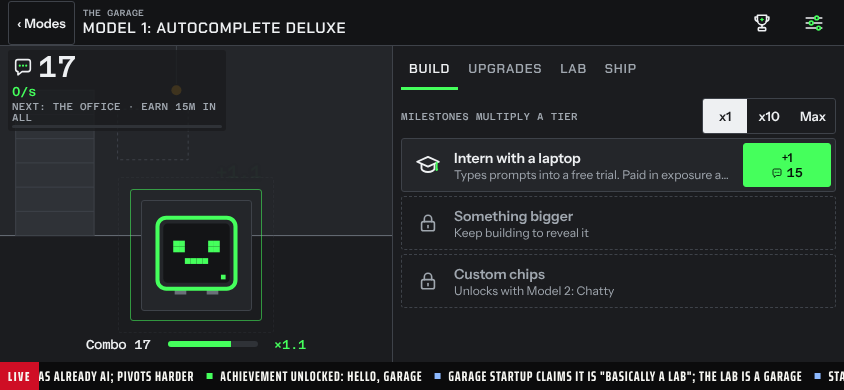 ‹ Modes
THE GARAGE
MODEL 1: AUTOCOMPLETE DELUXE
17
0/s
NEXT: THE OFFICE · EARN 15M IN
ALL
Combo 17
×1.1
BUILD UPGRADES LAB SHIP
MILESTONES MULTIPLY A TIER
x1 x10 Max
Intern with a laptop
Types prompts into a free trial. Paid in exposure a...
+1
15
Something bigger
Keep building to reveal it
Custom chips
Unlocks with Model 2: Chatty
LIVE AS ALREADY AI; PIVOTS HARDER ACHIEVEMENT UNLOCKED: HELLO, GARAGE GARAGE STARTUP CLAIMS IT IS "BASICALLY A LAB"; THE LAB IS A GARAGE STA